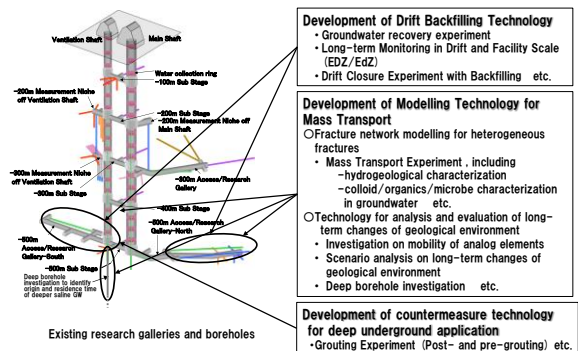 Ventilation Shaft
Main Shaft
Water collection ring
-100m Sub Stage
-200m Measurement Niche
off Ventilation Shaft
-200m Sub Stage
-200m Measurement Niche off
Main Shaft
-300m Measurement Niche
off Ventilation Shaft
-300m Sub Stage
-300m Access/Research
Gallery
-400m Sub Stage
-500m Access/Research
Gallery-North
-500m
Access/Research
Gallery-South
-500m Sub Stage
Deep borehole
investigation to identify
origin and residence time
of deeper saline GW
Existing research galleries and boreholes
Development of Drift Backfilling Technology
・Groundwater recovery experiment
・Long-term Monitoring in Drift and Facility Scale
(EDZ/EdZ)
・Drift Closure Experiment with Backfilling etc.
Development of Modelling Technology for
Mass Transport
○Fracture network modelling for heterogeneous
fractures
・Mass Transport Experiment , including
-hydrogeological characterization
-colloid/organics/microbe characterization
in groundwater etc.
○Technology for analysis and evaluation of long-
term changes of geological environment
・Investigation on mobility of analog elements
・Scenario analysis on long-term changes of
geological environment
・Deep borehole investigation etc.
Development of countermeasure technology
for deep underground application
・Grouting Experiment (Post- and pre-grouting) etc.